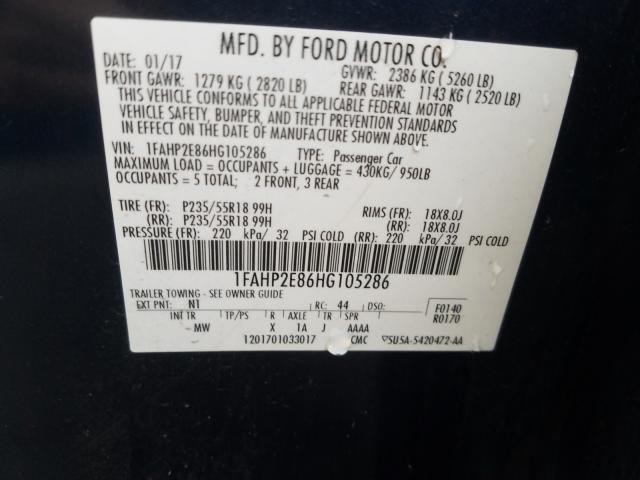 MFD. BY FORD MOTOR CO.
DATE: 01/17 GVWR: 2386 KG ( 5260 LB)
FRONT GAWR: 1279 KG ( 2820 LB) REAR GAWR: 1143 KG ( 2520 LB)
THIS VEHICLE CONFORMS TO ALL APPLICABLE FEDERAL MOTOR
VEHICLE SAFETY, BUMPER, AND THEFT PREVENTION STANDARDS
IN EFFECT ON THE DATE OF MANUFACTURE SHOWN ABOVE.
VIN: 1FAHP2E86HG105286 TYPE: Passenger Car
MAXIMUM LOAD = OCCUPANTS + LUGGAGE = 430KG/ 950LB
OCCUPANTS = 5 TOTAL; 2 FRONT, 3 REAR
TIRE (FR): P235/55R18 99H RIMS (FR): 18X8.0J
(RR): P235/55R18 99H (RR): 18X8.0J
PRESSURE (FR): 220 kPa/ 32 PSI COLD (RR): 220 kPa/ 32 PSI COLD
1FAHP2E86HG105286
TRAILER TOWING - SEE OWNER GUIDE
EXT PNT: N1 RC: 44 DSO: F0140
INT TR TP/PS R AXLE TR SPR R0170
MW X 1A J AAAA
1201701033017 CMC ▽5U5A-5420472-AA